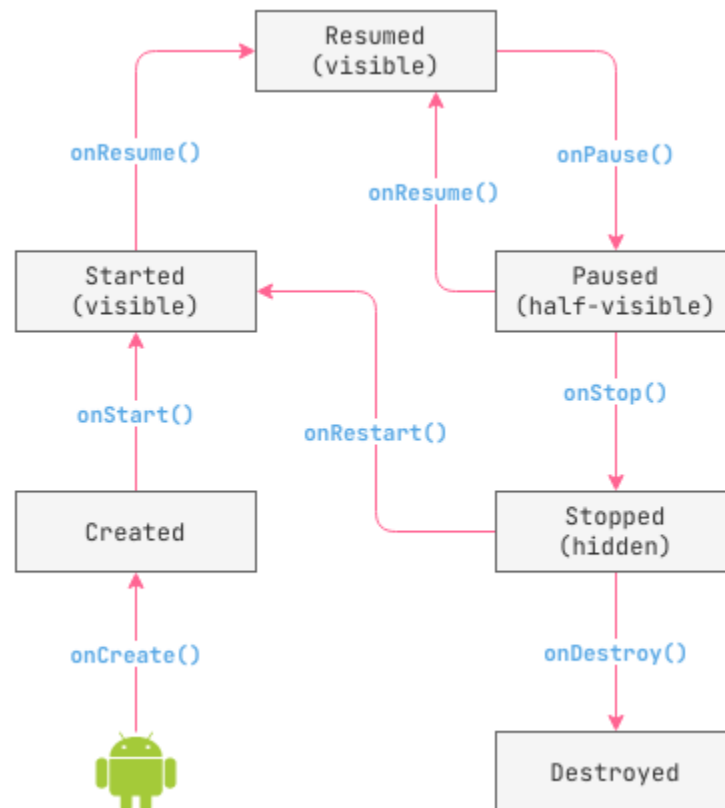 Resumed
(visible)
onResume()
onPause()
onResume()
Started
(visible)
Paused
(half-visible)
onStart()
onStop()
onRestart()
Created
Stopped
(hidden)
onCreate()
onDestroy()
Destroyed